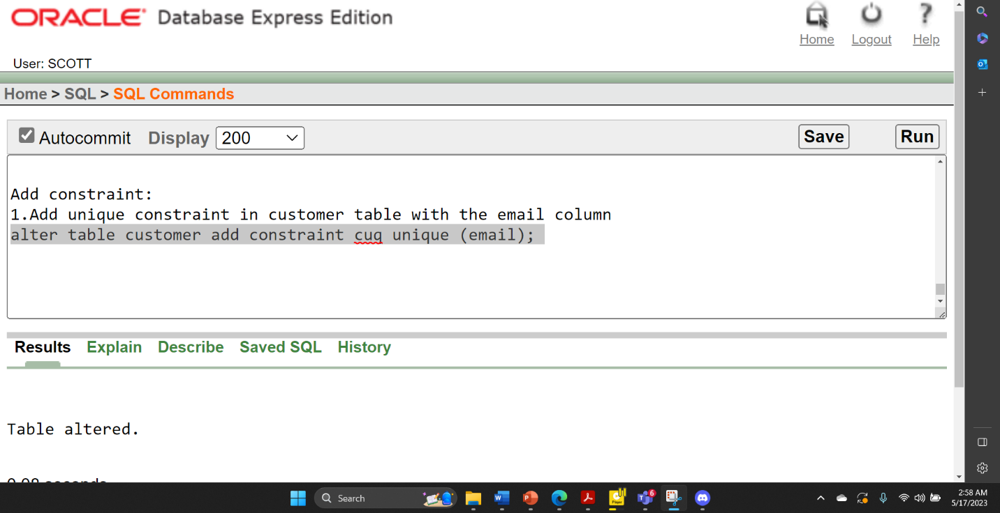 ORACLE® Database Express Edition
Home Logout Help
User: SCOTT
Home > SQL > SQL Commands
Autocommit Display 200 Save Run
Add constraint:
1.Add unique constraint in customer table with the email column
alter table customer add constraint cuq unique (email);
Results Explain Describe Saved SQL History
Table altered.
Search
6
2:58 AM
5/17/2023